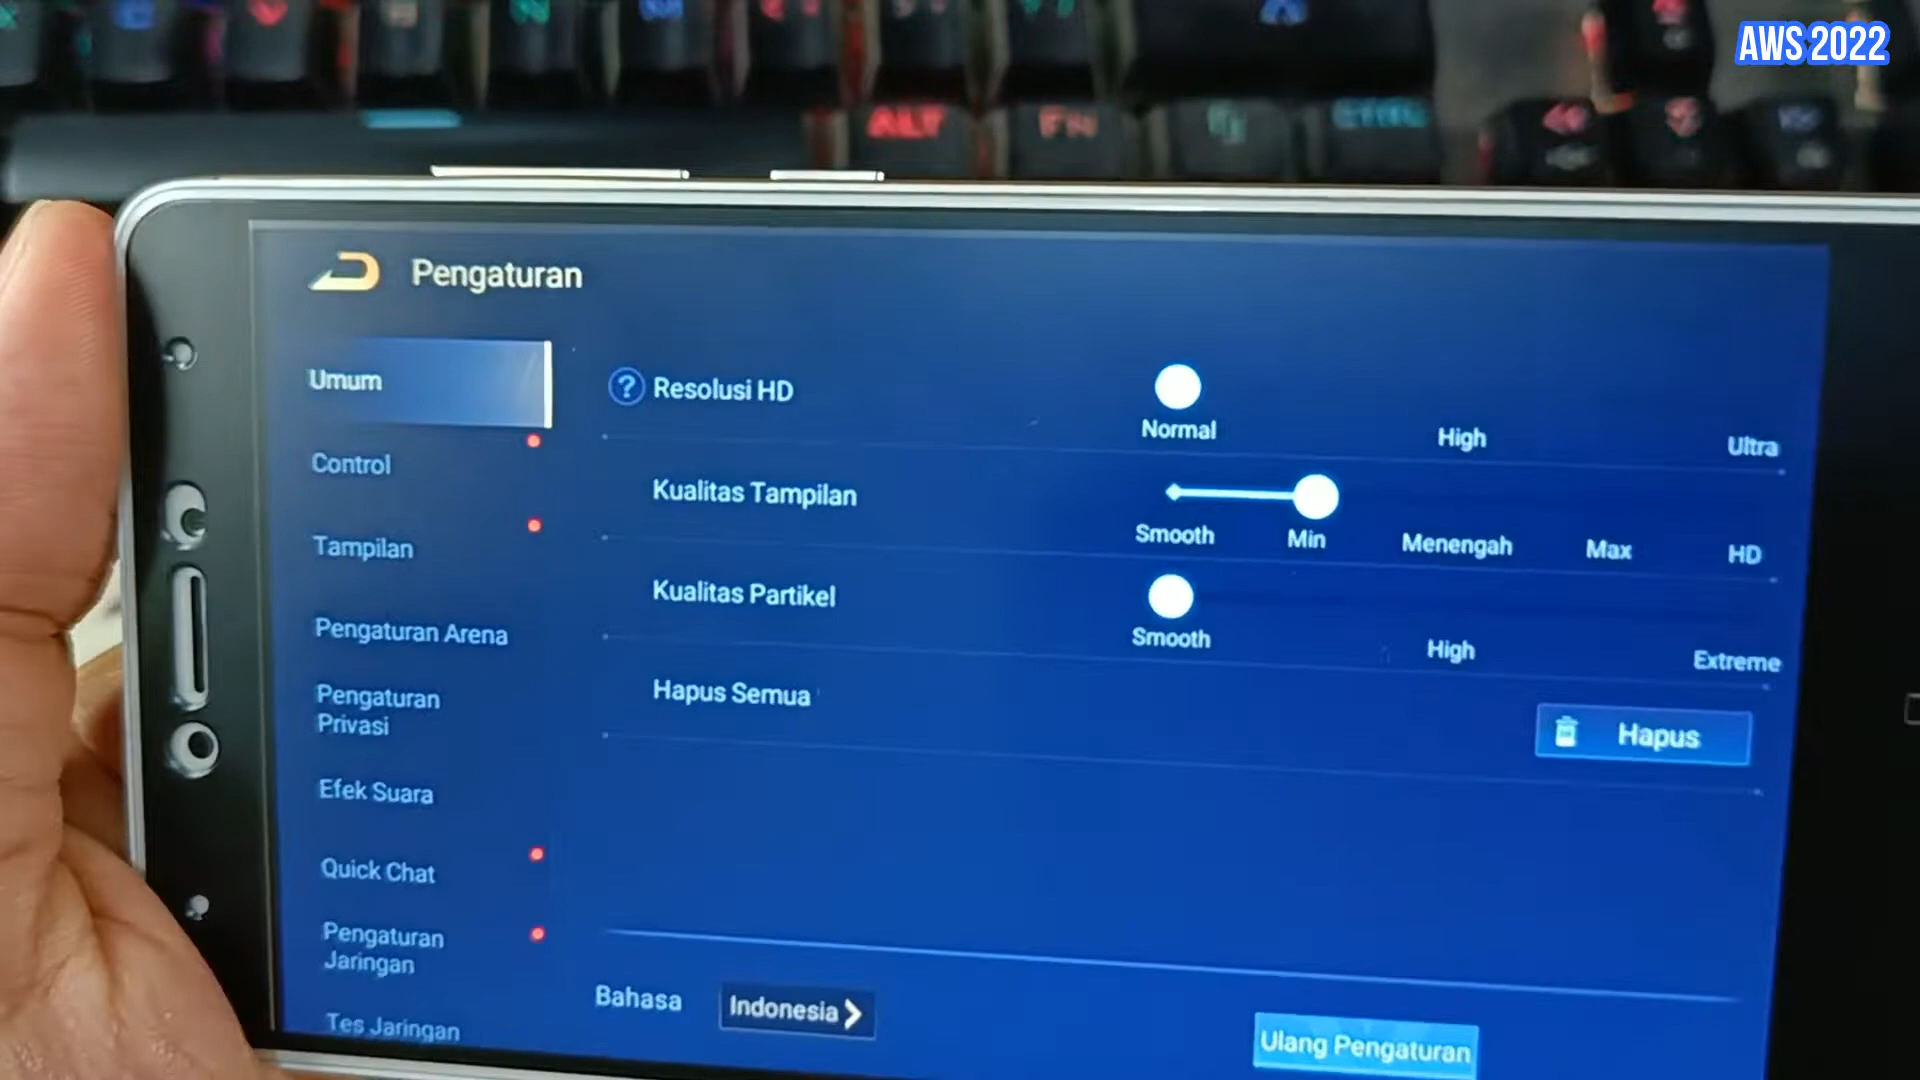 AWS 2022
ALT
FN
CTRL
Pengaturan
Umum
Control
Tampilan
Pengaturan Arena
Pengaturan
Privasi
Efek Suara
Quick Chat
Pengaturan
Jaringan
Tes Jaringan
? Resolusi HD
Normal High Ultra
Kualitas Tampilan
Smooth Min Menengah Max HD
Kualitas Partikel
Smooth High Extreme
Hapus Semua
Hapus
Bahasa
Indonesia
Ulang Pengaturan